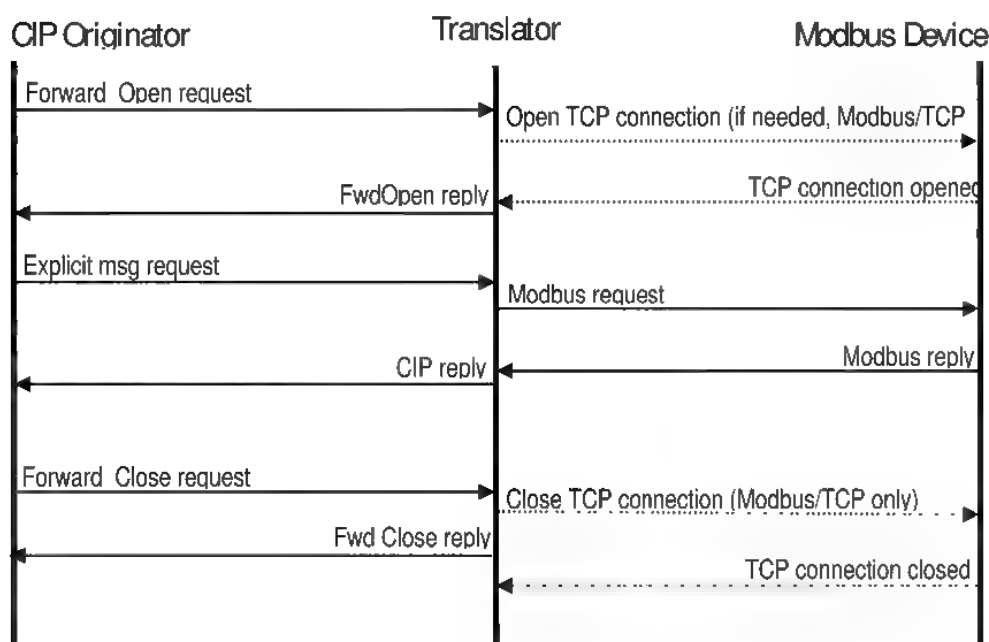 CIP Originator
Translator
Modbus Device
Forward Open request
Open TCP connection (if needed, Modbus/TCP
TCP connection opened
FwdOpen reply
Explicit msg request
Modbus request
Modbus reply
CIP reply
Forward Close request
Close TCP connection (Modbus/TCP only)
Fwd Close reply
TCP connection closed